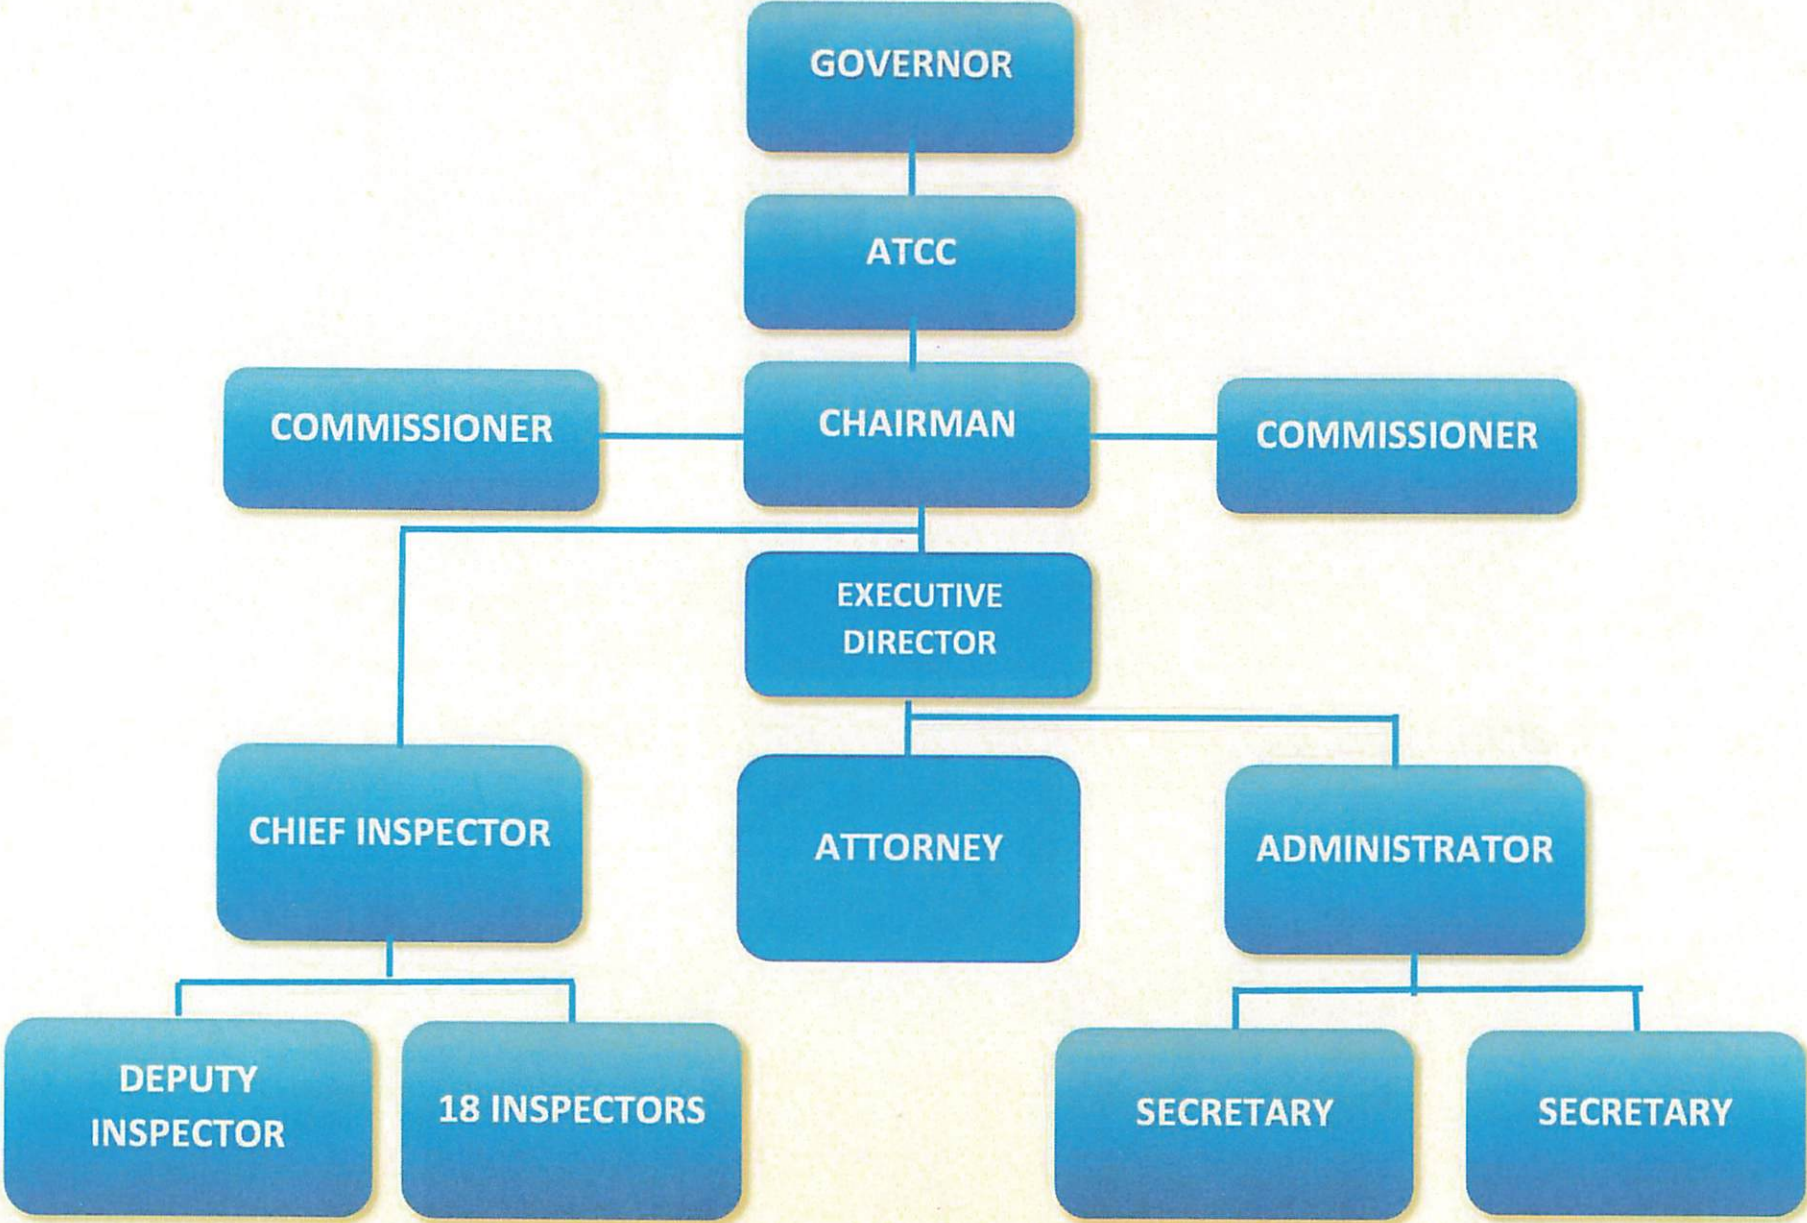 GOVERNOR
ATCC
COMMISSIONER
CHAIRMAN
COMMISSIONER
EXECUTIVE
DIRECTOR
CHIEF INSPECTOR
ATTORNEY
ADMINISTRATOR
DEPUTY
INSPECTOR
18 INSPECTORS
SECRETARY
SECRETARY